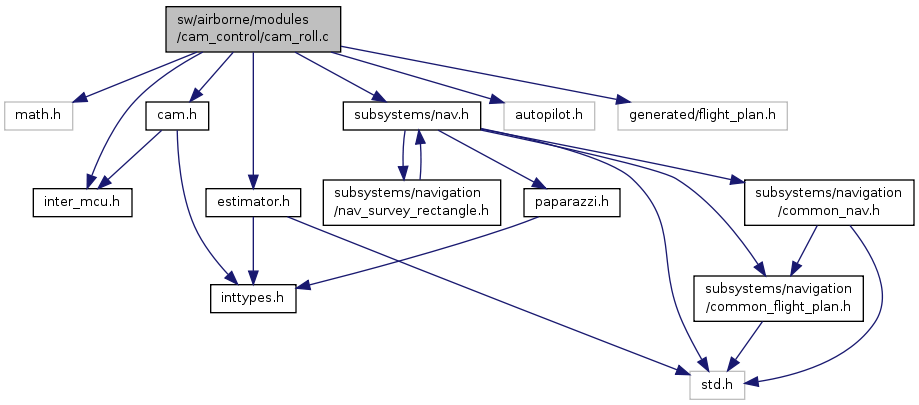 sw/airborne/modules
/cam_control/cam_roll.c
math.h
cam.h
subsystems/nav.h
autopilot.h
generated/flight_plan.h
inter_mcu.h
estimator.h
subsystems/navigation
/nav_survey_rectangle.h
paparazzi.h
subsystems/navigation
/common_nav.h
inttypes.h
subsystems/navigation
/common_flight_plan.h
std.h